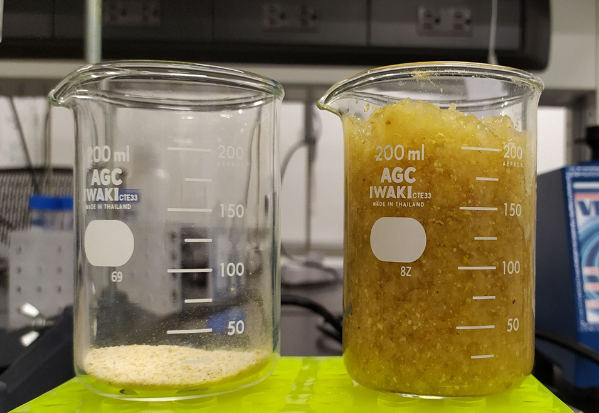 200 ml
200
APPROX.
AGC
IWAKI CTE33
MADE IN THAILAND
150
69
100
50
200 ml
200
AGC
IWAKI CTE33
MADE IN THAILAND
150
8Z
100
50